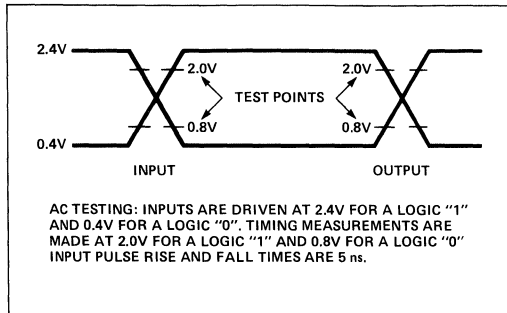 2.4V
2.0V 2.0V
TEST POINTS
0.8V 0.8V
0.4V
INPUT OUTPUT
AC TESTING: INPUTS ARE DRIVEN AT 2.4V FOR A LOGIC "1"
AND 0.4V FOR A LOGIC "0". TIMING MEASUREMENTS ARE
MADE AT 2.0V FOR A LOGIC "1" AND 0.8V FOR A LOGIC "0"
INPUT PULSE RISE AND FALL TIMES ARE 5 ns.